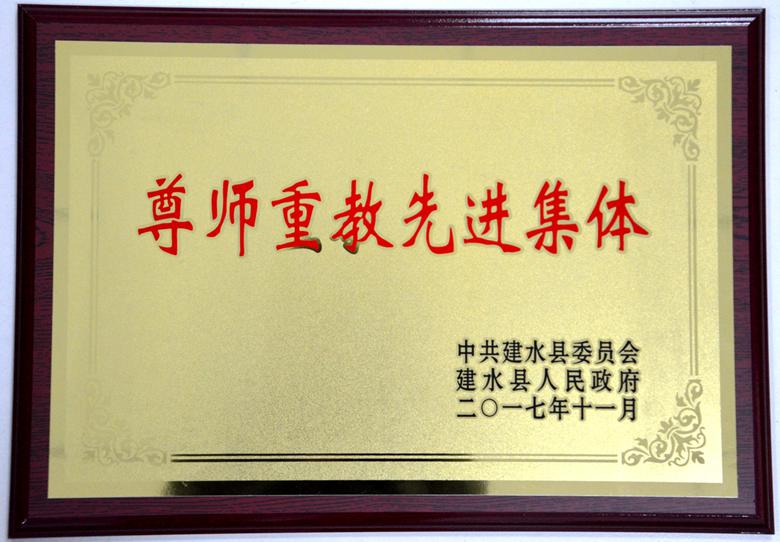 尊师重教先进集体
中共建水县委员会
建水县人民政府
二〇一七年十一月